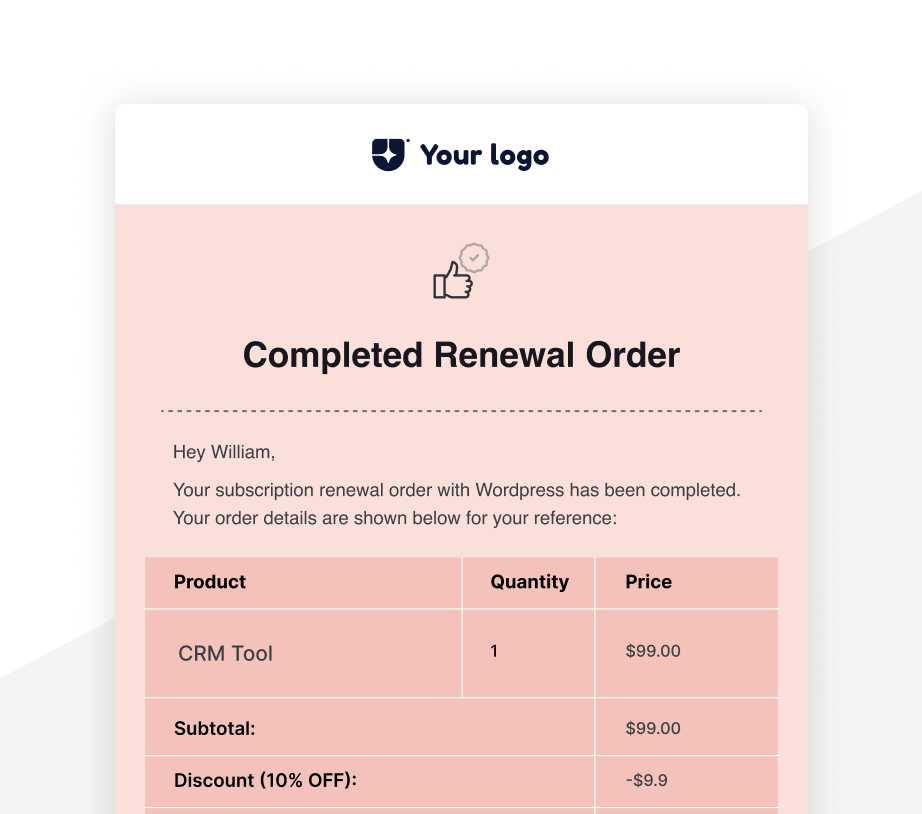 Your logo
Completed Renewal Order
Hey William,
Your subscription renewal order with Wordpress has been completed.
Your order details are shown below for your reference:
Product Quantity Price
CRM Tool 1 $99.00
Subtotal: $99.00
Discount (10% OFF): -$9.9